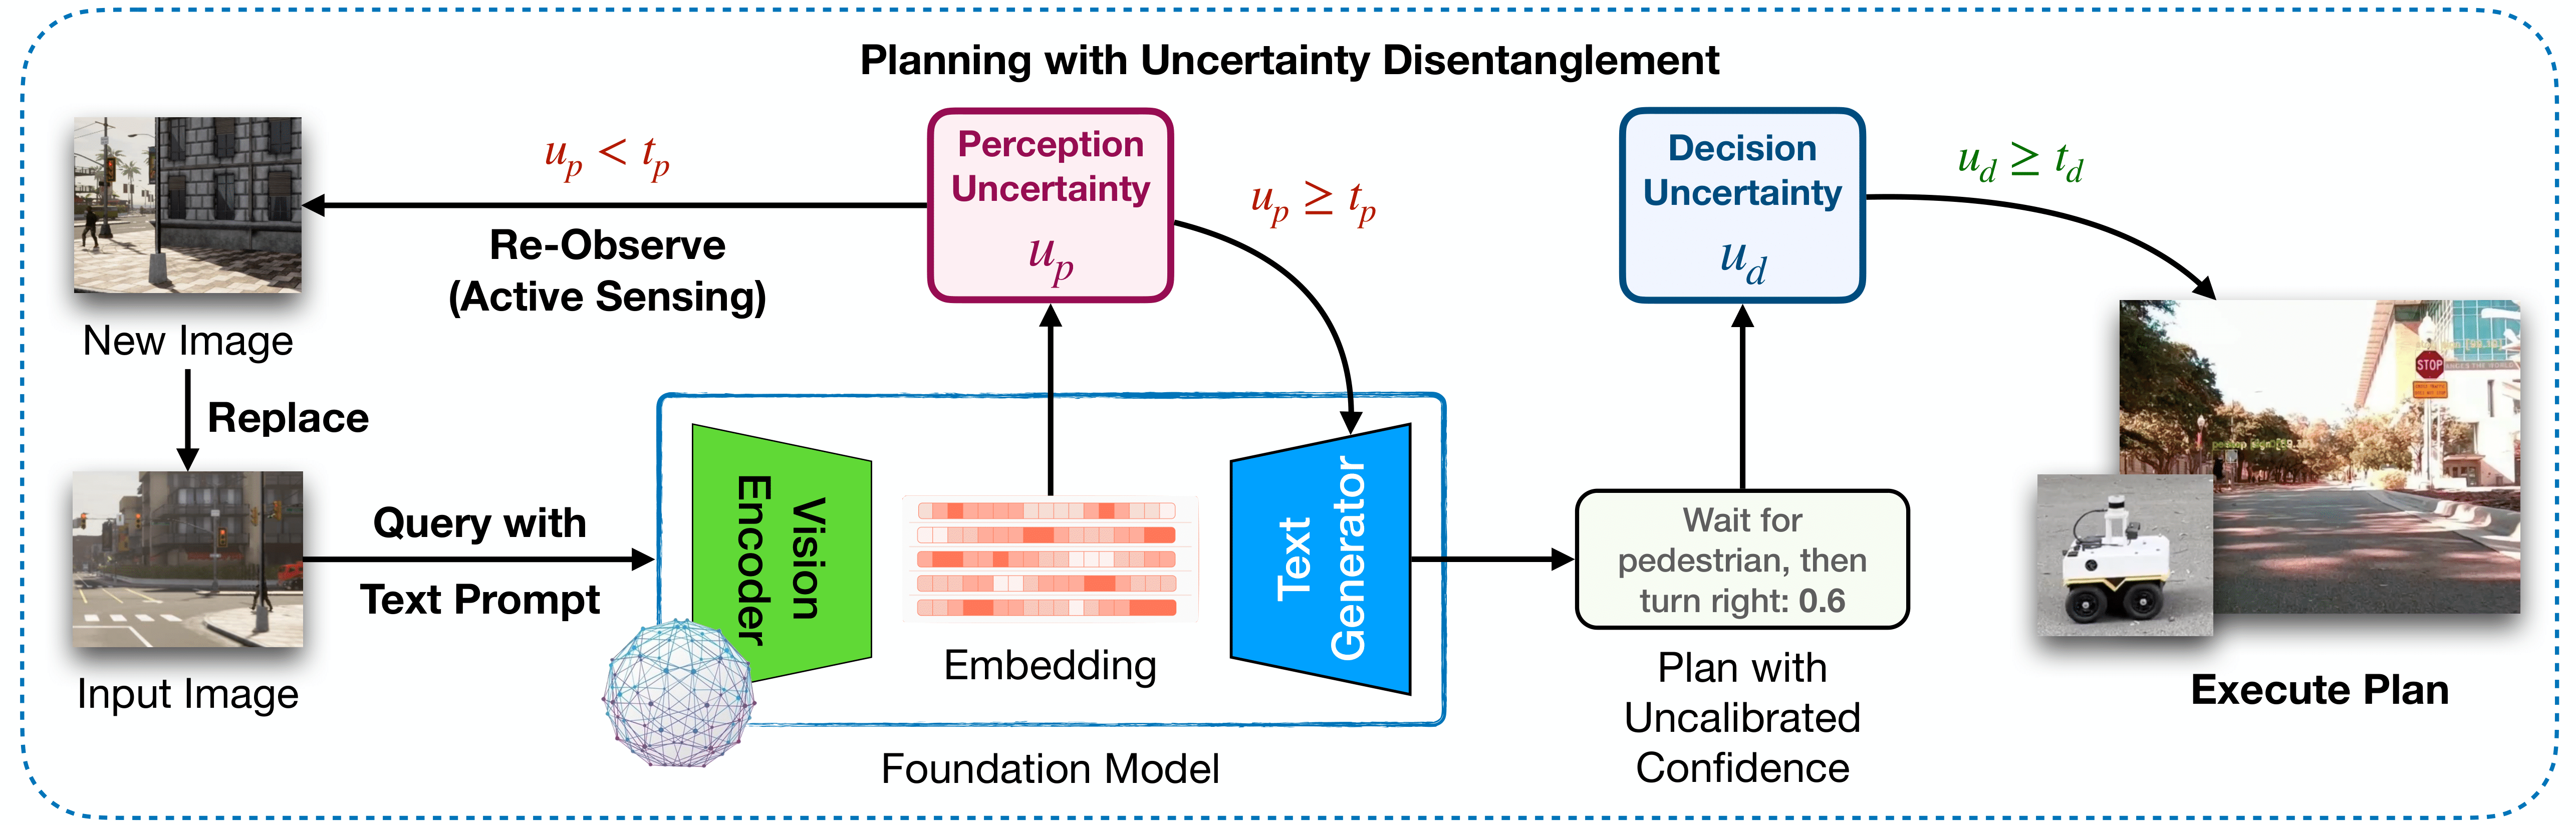 Planning with Uncertainty Disentanglement
u_p < t_p
Re-Observe
(Active Sensing)
Perception
Uncertainty
u_p
u_p ≥ t_p
Decision
Uncertainty
u_d
u_d ≥ t_d
New Image
Replace
Input Image
Query with
Text Prompt
Vision
Encoder
Embedding
Text
Generator
Foundation Model
Wait for
pedestrian, then
turn right: 0.6
Plan with
Uncalibrated
Confidence
STOP
Execute Plan